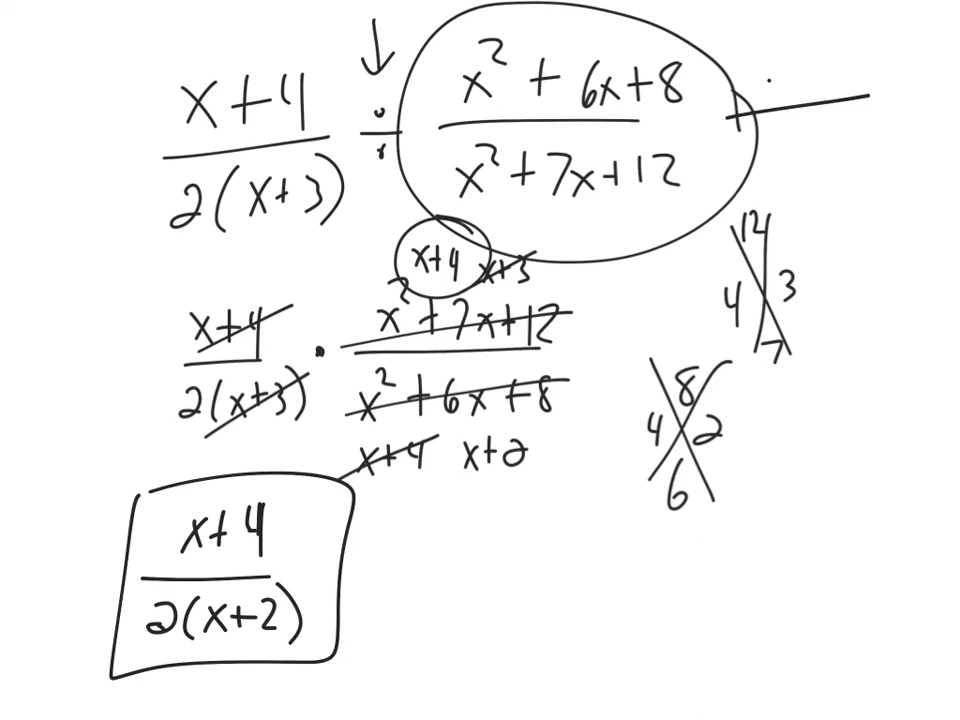 x+4 ÷ x² + 6x+8
2(x+3) x²+7x+12
x+4 x+3
x+4 · x²+7x+12
2(x+3) x²+6x+8
x+4 x+2
x+4
2(x+2)
12
4 3
7
8
4 2
6